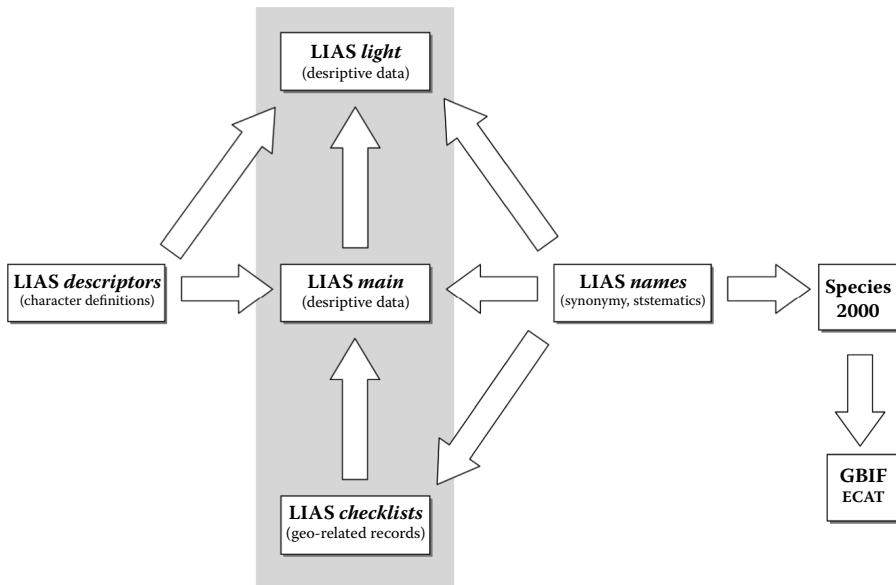 LIAS light
(desriptive data)
LIAS descriptors
(character definitions)
LIAS main
(desriptive data)
LIAS names
(synonymy, ststematics)
Species
2000
LIAS checklists
(geo-related records)
GBIF
ECAT